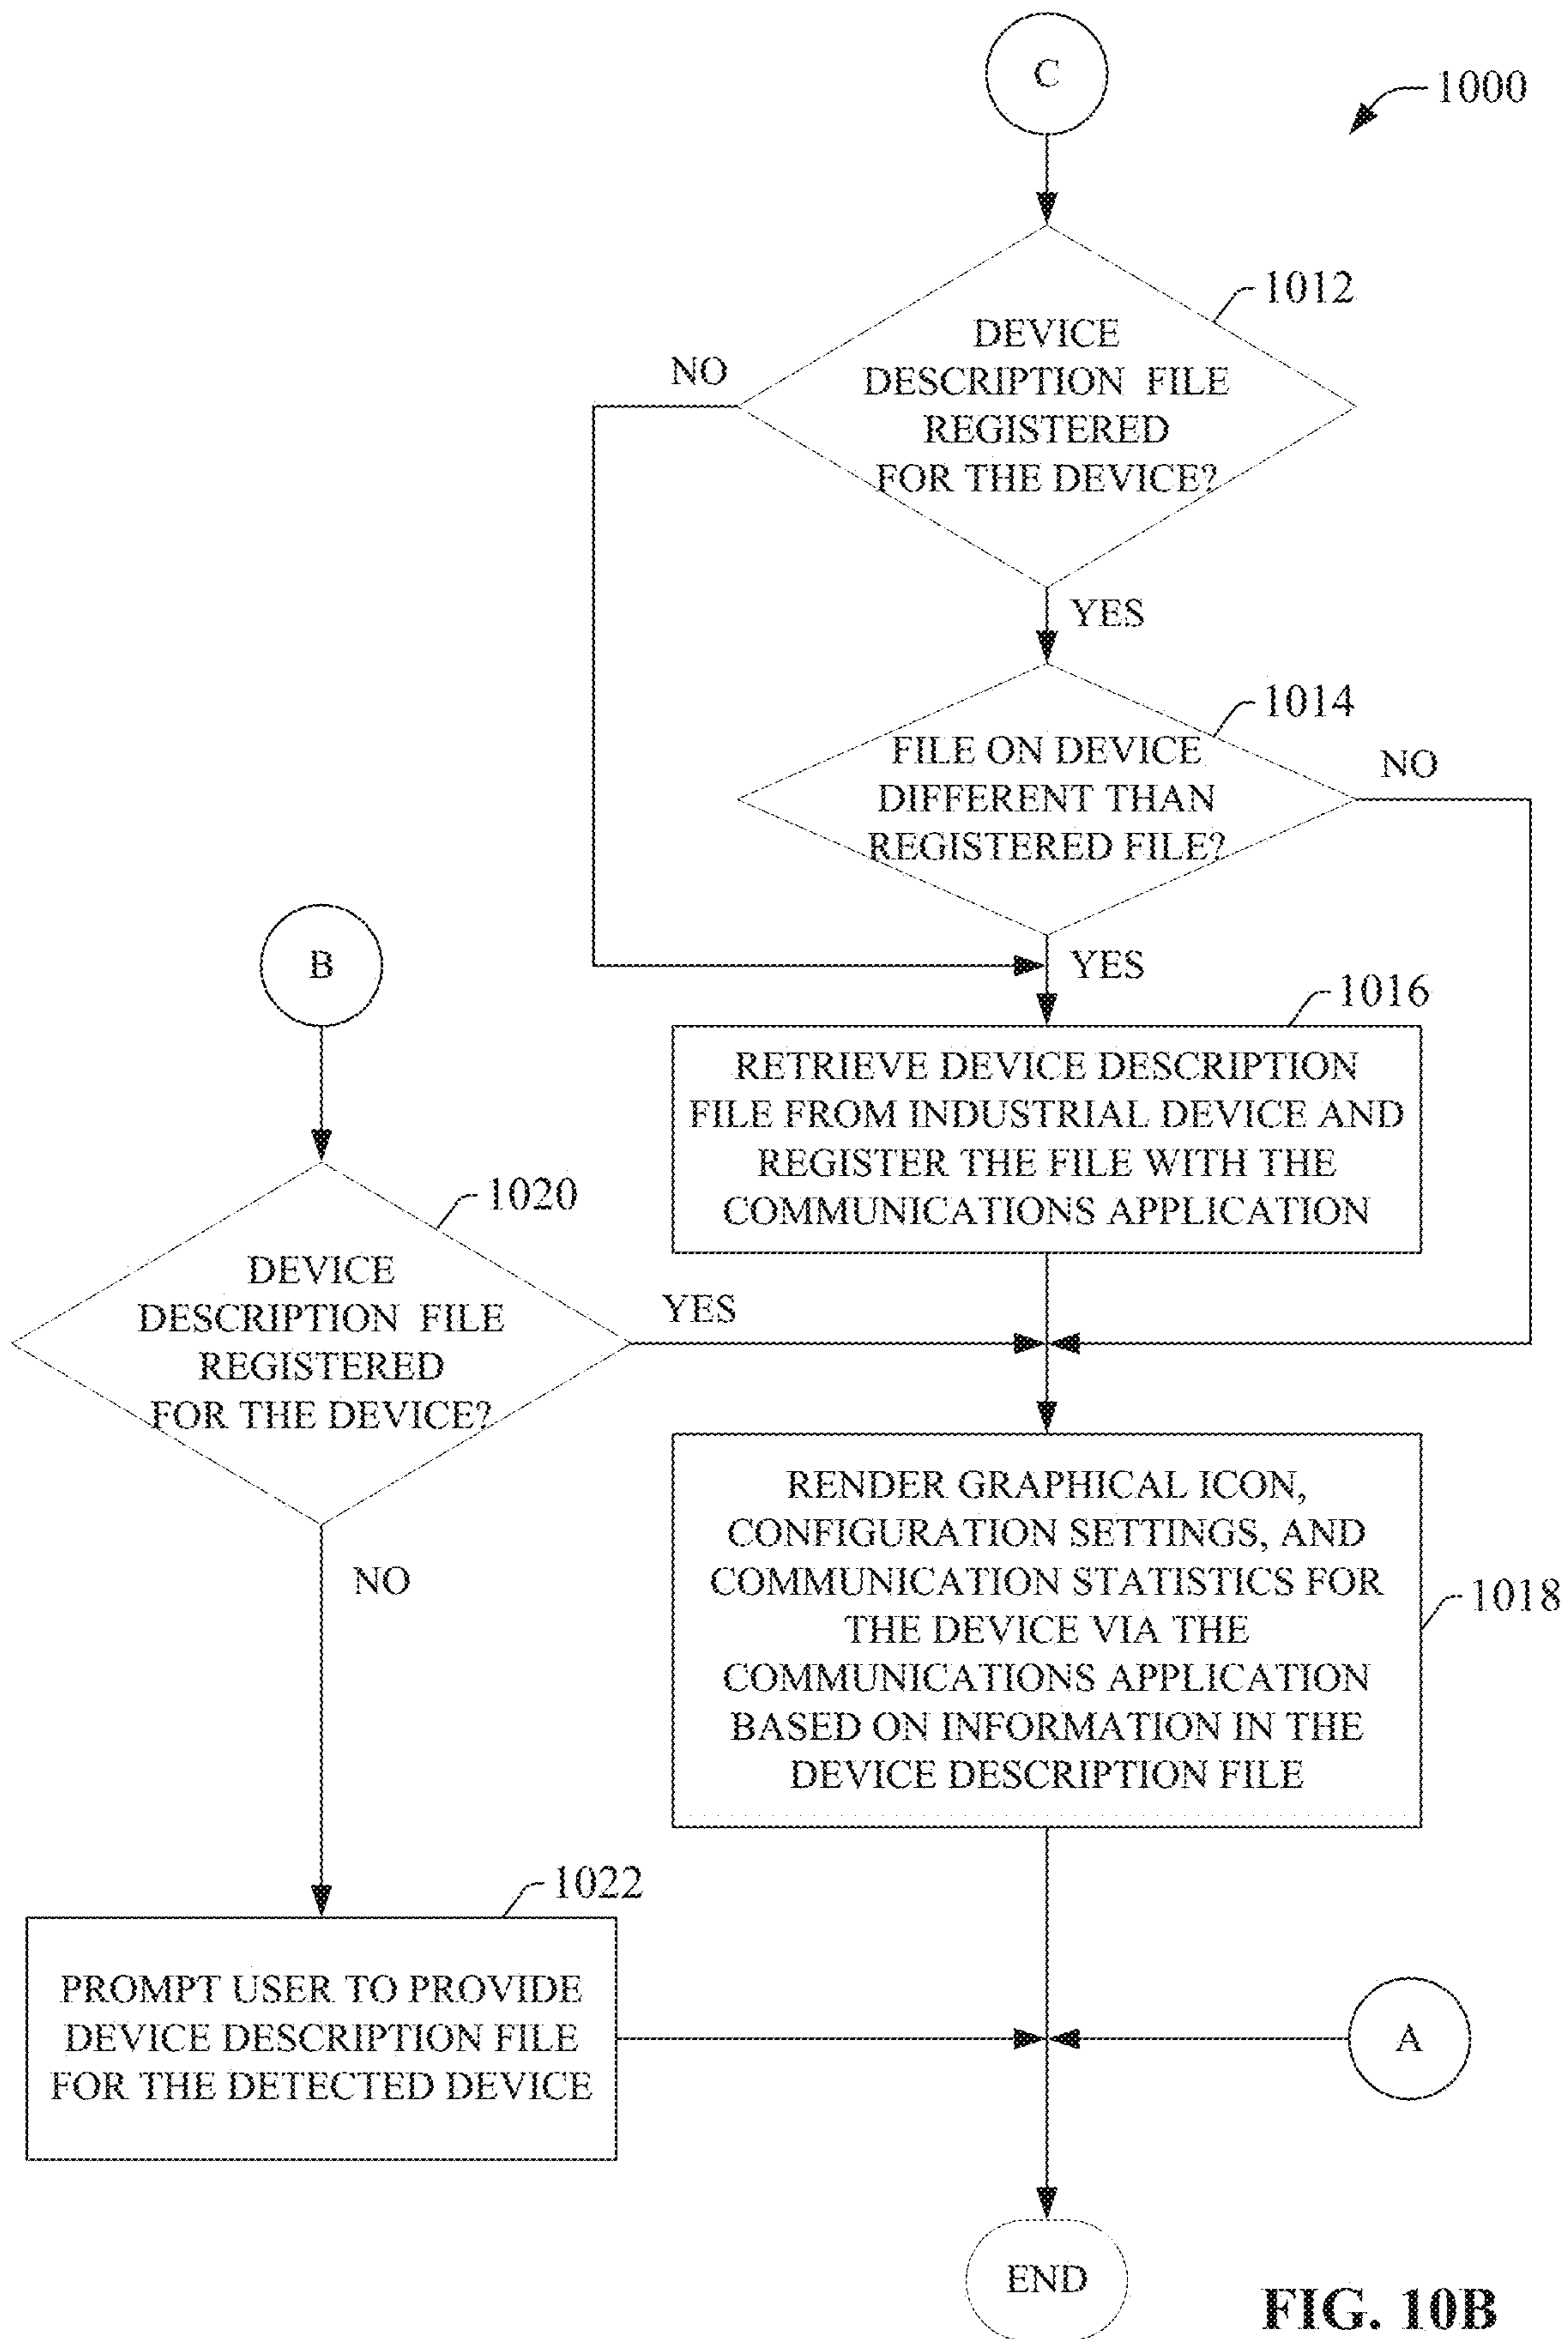 C
1000
1012
DEVICE
DESCRIPTION FILE
REGISTERED
FOR THE DEVICE?
NO
YES
1014
FILE ON DEVICE
DIFFERENT THAN
REGISTERED FILE?
NO
YES
B
1016
RETRIEVE DEVICE DESCRIPTION
FILE FROM INDUSTRIAL DEVICE AND
REGISTER THE FILE WITH THE
COMMUNICATIONS APPLICATION
1020
DEVICE
DESCRIPTION FILE
REGISTERED
FOR THE DEVICE?
YES
NO
RENDER GRAPHICAL ICON,
CONFIGURATION SETTINGS, AND
COMMUNICATION STATISTICS FOR
THE DEVICE VIA THE
COMMUNICATIONS APPLICATION
BASED ON INFORMATION IN THE
DEVICE DESCRIPTION FILE
1018
1022
PROMPT USER TO PROVIDE
DEVICE DESCRIPTION FILE
FOR THE DETECTED DEVICE
A
END
FIG. 10B